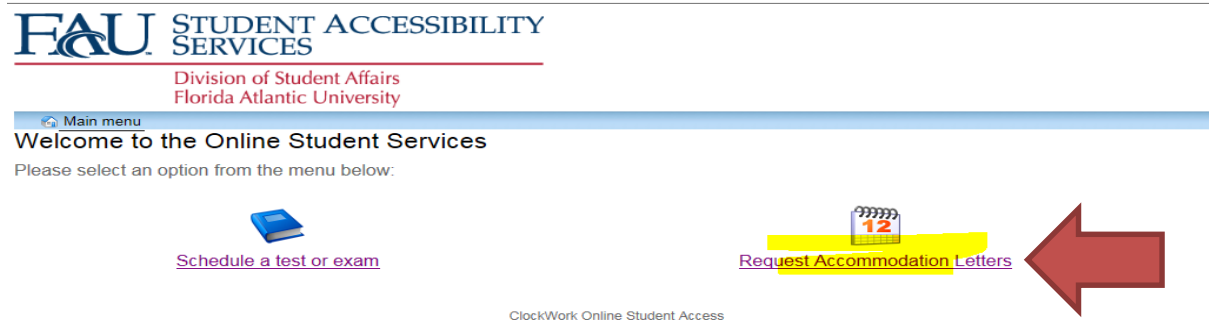 FAU STUDENT ACCESSIBILITY
SERVICES
Division of Student Affairs
Florida Atlantic University
Main menu
Welcome to the Online Student Services
Please select an option from the menu below:
12
Schedule a test or exam
Request Accommodation Letters
ClockWork Online Student Access